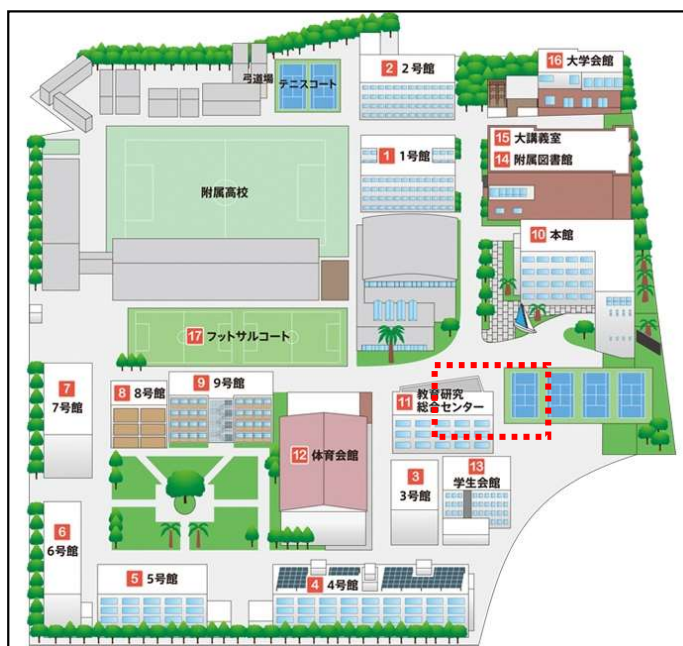 弓道場
テニスコート
2 2号館
16 大学会館
1 1号館
15 大講義室
14 附属図書館
附属高校
10 本館
17 フットサルコート
7
7号館
8 8号館
9 9号館
11 教育研究
総合センター
12 体育会館
3
3号館
13
学生会館
6
6号館
5 5号館
4 4号館